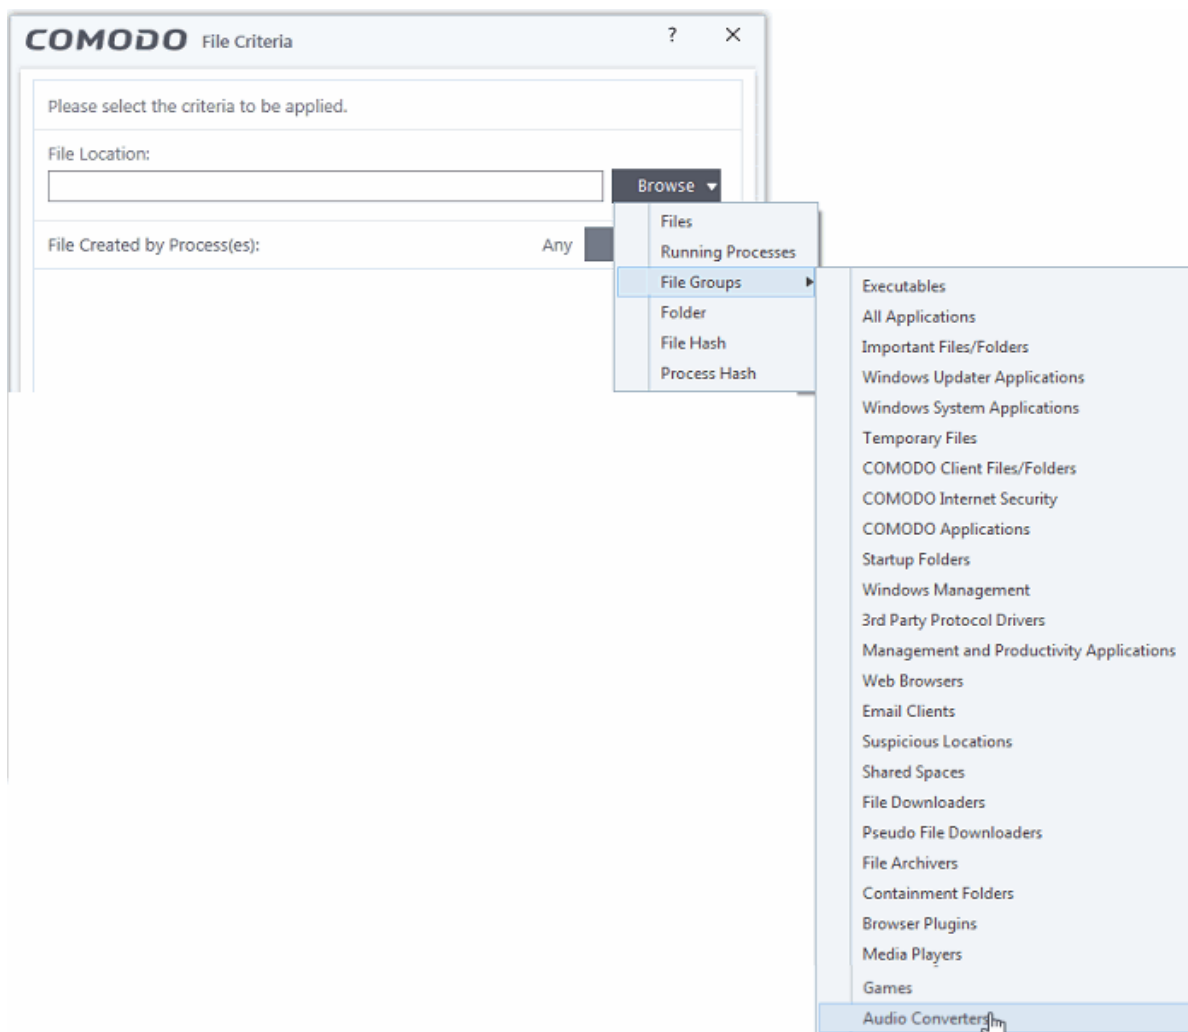 COMODO File Criteria ? X
Please select the criteria to be applied.
File Location:
Browse
File Created by Process(es): Any
Files
Running Processes
File Groups
Folder
File Hash
Process Hash
Executables
All Applications
Important Files/Folders
Windows Updater Applications
Windows System Applications
Temporary Files
COMODO Client Files/Folders
COMODO Internet Security
COMODO Applications
Startup Folders
Windows Management
3rd Party Protocol Drivers
Management and Productivity Applications
Web Browsers
Email Clients
Suspicious Locations
Shared Spaces
File Downloaders
Pseudo File Downloaders
File Archivers
Containment Folders
Browser Plugins
Media Players
Games
Audio Converters